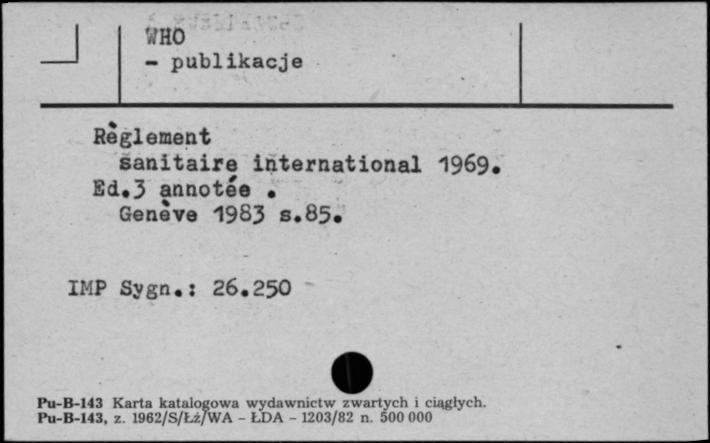 WHO
- publikacje
Règlement
sanitaire international 1969.
Ed.3 annotée .
Genève 1983 s.85.
IMP Sygn.: 26.250
Pu-B-143 Karta katalogowa wydawnictw zwartych i ciągłych.
Pu-B-143, z. 1962/S/Łż/WA - ŁDA - 1203/82 n. 500 000